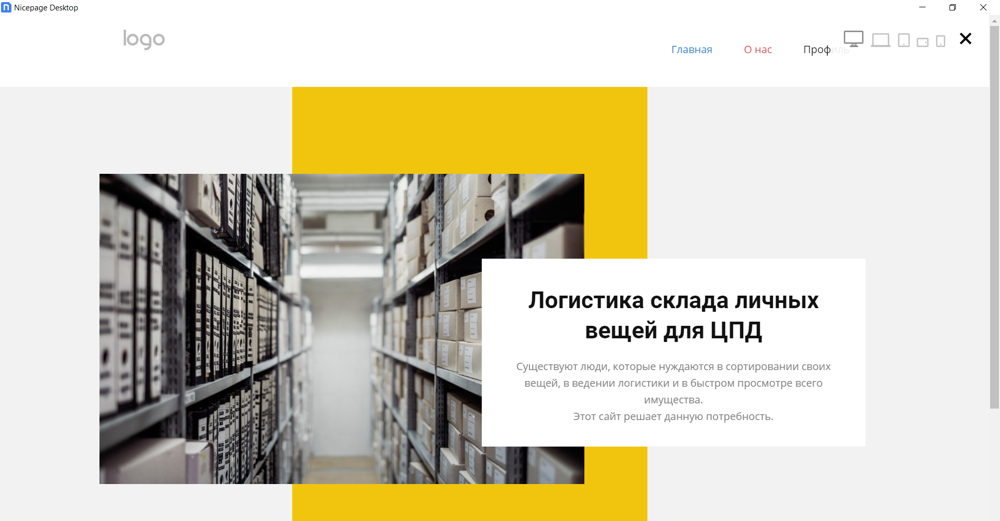 Nicepage Desktop
logo
Главная О нас Профиль
Логистика склада личных
вещей для ЦПД
Существуют люди, которые нуждаются в сортировании своих
вещей, в ведении логистики и в быстром просмотре всего
имущества.
Этот сайт решает данную потребность.